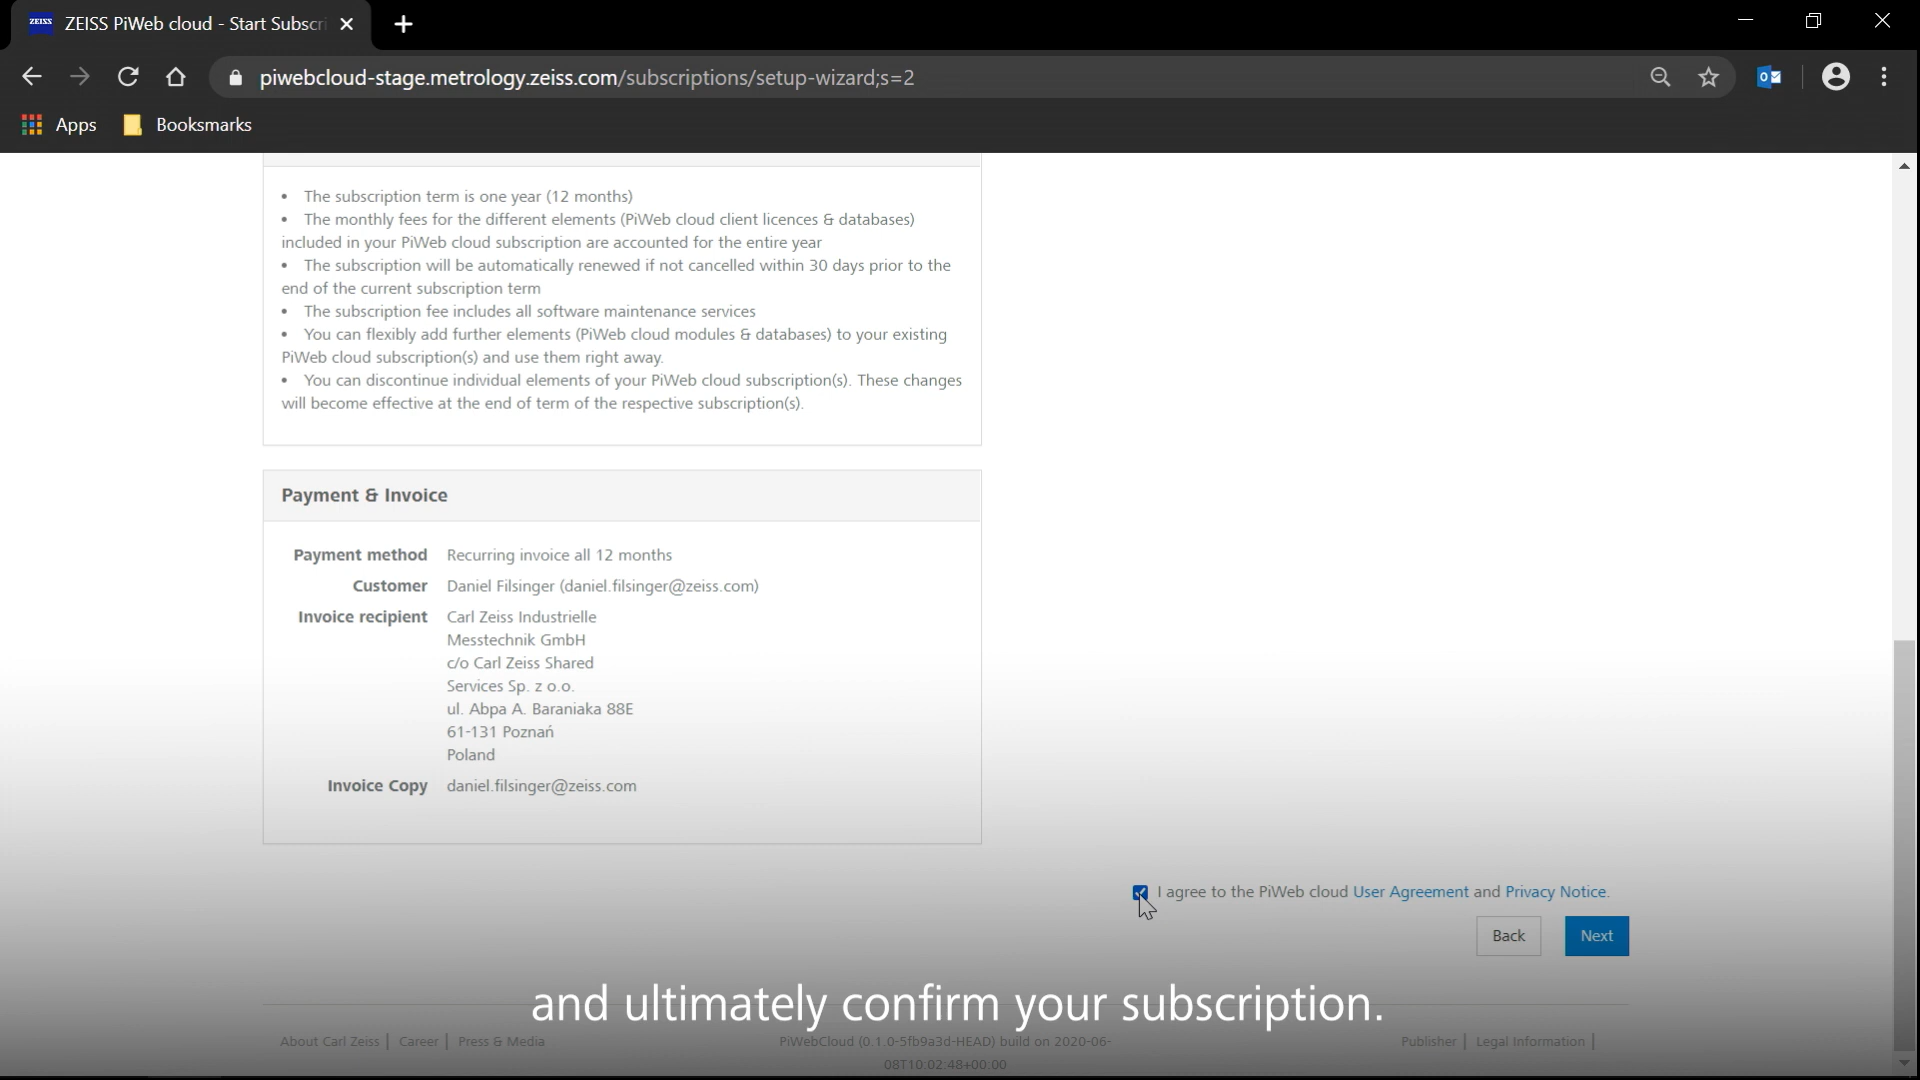 ZEISS ZEISS PiWeb cloud - Start Subscri
piwebcloud-stage.metrology.zeiss.com/subscriptions/setup-wizard;s=2
Apps Booksmarks
• The subscription term is one year (12 months)
• The monthly fees for the different elements (PiWeb cloud client licences & databases)
included in your PiWeb cloud subscription are accounted for the entire year
• The subscription will be automatically renewed if not cancelled within 30 days prior to the
end of the current subscription term
• The subscription fee includes all software maintenance services
• You can flexibly add further elements (PiWeb cloud modules & databases) to your existing
PiWeb cloud subscription(s) and use them right away.
• You can discontinue individual elements of your PiWeb cloud subscription(s). These changes
will become effective at the end of term of the respective subscription(s).
Payment & Invoice
Payment method Recurring invoice all 12 months
Customer Daniel Filsinger (daniel.filsinger@zeiss.com)
Invoice recipient Carl Zeiss Industrielle
Messtechnik GmbH
c/o Carl Zeiss Shared
Services Sp. z o.o.
ul. Abpa A. Baraniaka 88E
61-131 Poznań
Poland
Invoice Copy daniel.filsinger@zeiss.com
I agree to the PiWeb cloud User Agreement and Privacy Notice.
Back Next
and ultimately confirm your subscription.
About Carl Zeiss | Career | Press & Media PiWebCloud (0.1.0-5fb9a3d-HEAD) build on 2020-06- Publisher | Legal Information |
08T10:02:48+00:00